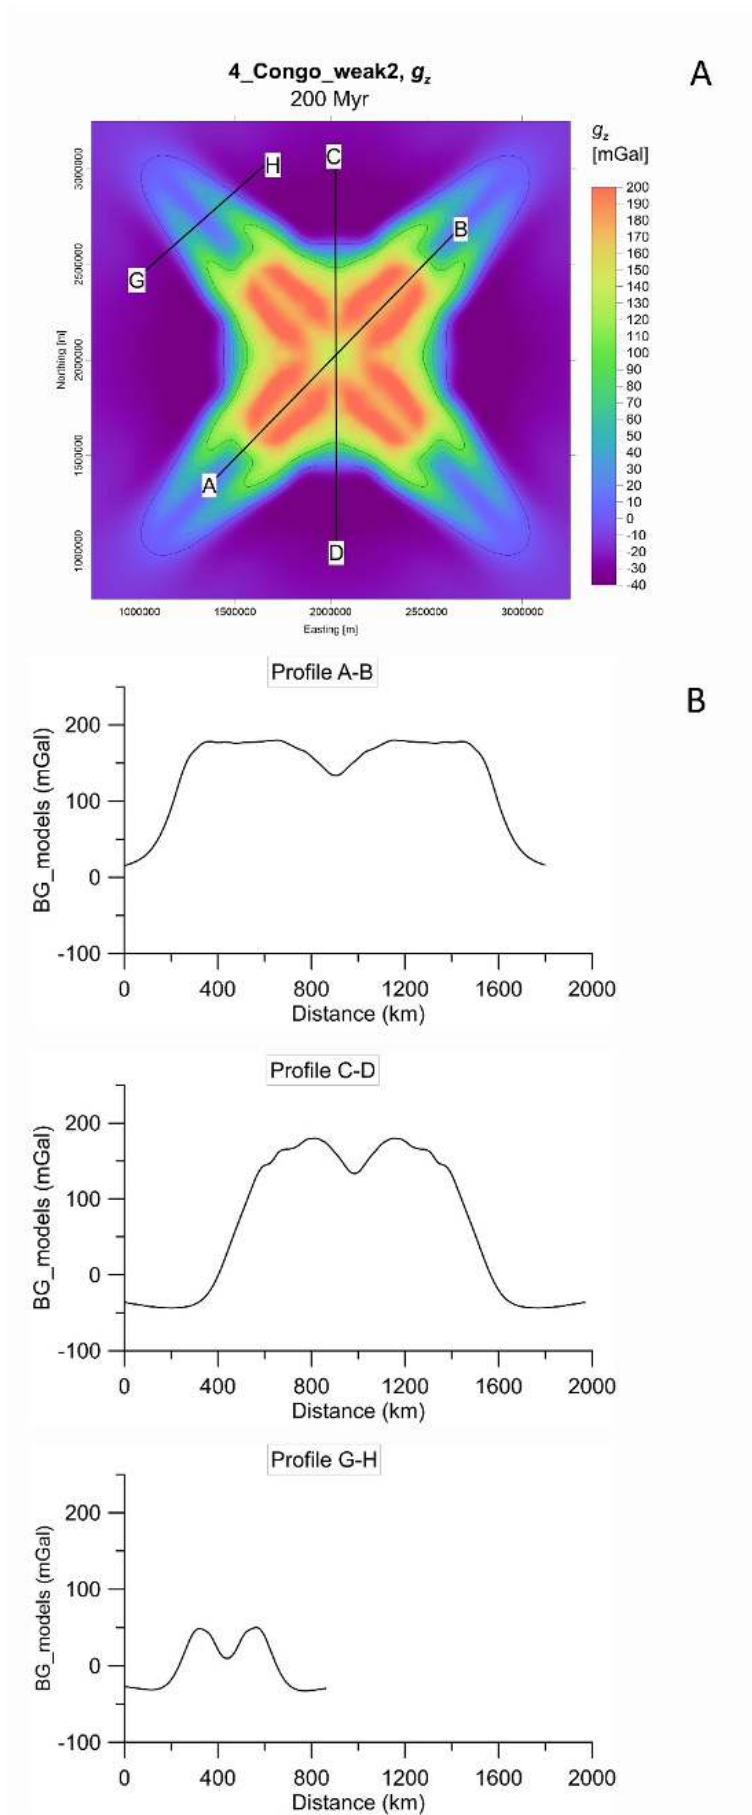 4_Congo_weak2, gz
200 Myr
A
gz
[mGal]
200
190
180
170
160
150
140
130
120
110
100
90
80
70
60
50
40
30
20
10
0
-10
-20
-30
-40
H
C
B
G
A
D
Northing [m]
3000000
2500000
2000000
1500000
1000000
1000000 1500000 2000000 2500000 3000000
Easting [m]
B
Profile A-B
BG_models (mGal)
200
100
0
-100
0 400 800 1200 1600 2000
Distance (km)
Profile C-D
BG_models (mGal)
200
100
0
-100
0 400 800 1200 1600 2000
Distance (km)
Profile G-H
BG_models (mGal)
200
100
0
-100
0 400 800 1200 1600 2000
Distance (km)